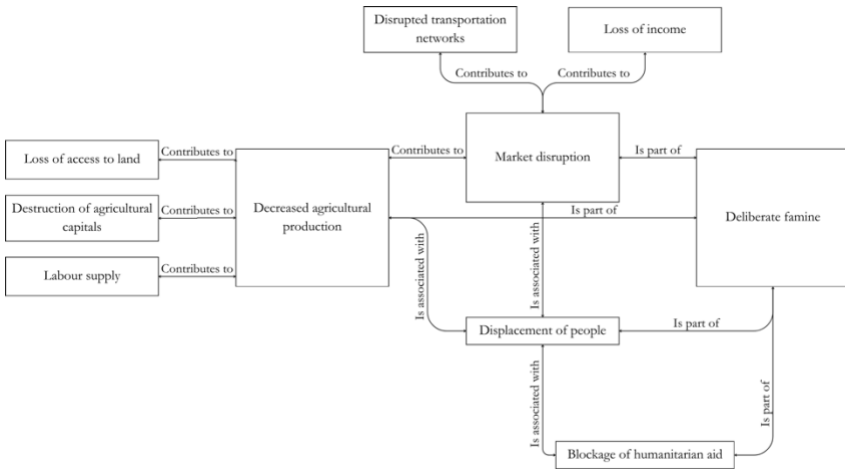 Disrupted transportation
networks
Loss of income
Contributes to
Contributes to
Loss of access to land
Contributes to
Contributes to
Market disruption
Is part of
Destruction of agricultural
capitals
Contributes to
Decreased agricultural
production
Is part of
Deliberate famine
Labour supply
Contributes to
Is associated with
Is associated with
Displacement of people
Is part of
Is associated with
Is part of
Blockage of humanitarian aid